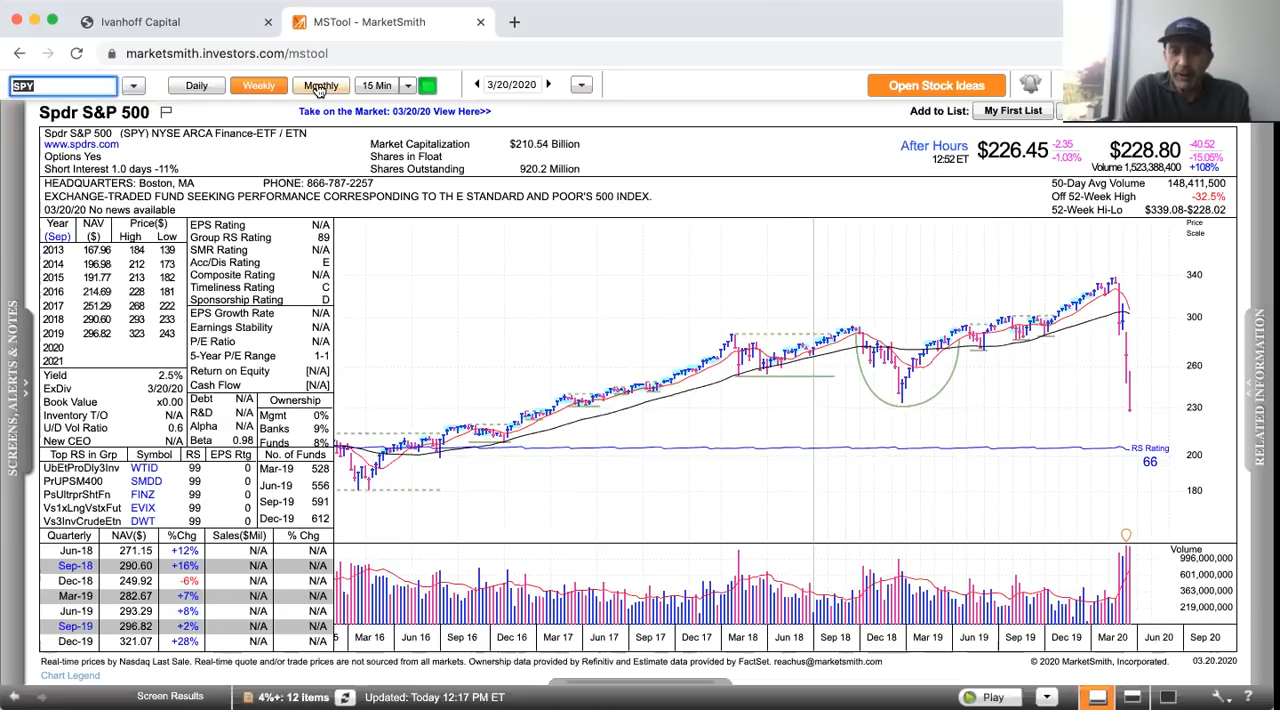 Ivanhoff Capital
MSTool - MarketSmith
marketsmith.investors.com/mstool
SPY
Daily
Weekly
Monthly
15 Min
3/20/2020
Open Stock Ideas
Spdr S&P 500
Take on the Market: 03/20/20 View Here>>
Add to List:
My First List
Spdr S&P 500 (SPY) NYSE ARCA Finance-ETF / ETN
www.spdrs.com
Options Yes
Short Interest 1.0 days -11%
Market Capitalization $210.54 Billion
Shares in Float
Shares Outstanding 920.2 Million
After Hours
12:52ET
$226.45
-2.35
-1.03%
$228.80
-40.52
-15.05%
Volume 1,523,388,400 +108%
HEADQUARTERS: Boston, MA PHONE: 866-787-2257
EXCHANGE-TRADED FUND SEEKING PERFORMANCE CORRESPONDING TO TH E STANDARD AND POOR'S 500 INDEX.
03/20/20 No news available
50-Day Avg Volume 148,411,500
Off 52-Week High -32.5%
52-Week Hi-Lo $339.08-$228.02
Year NAV Price($)
(Sep) ($) High Low
2013 167.96 184 139
2014 196.98 212 173
2015 191.77 213 182
2016 214.69 228 181
2017 251.29 268 222
2018 290.60 293 233
2019 296.82 323 243
2020
2021
Yield 2.5%
ExDiv 3/20/20
Book Value x0.00
Inventory T/O N/A
U/D Vol Ratio 0.6
New CEO N/A
EPS Rating N/A
Group RS Rating 89
SMR Rating N/A
Acc/Dis Rating E
Composite Rating N/A
Timeliness Rating C
Sponsorship Rating D
EPS Growth Rate N/A
Earnings Stability N/A
P/E Ratio N/A
5-Year P/E Range 1-1
Return on Equity [N/A]
Cash Flow [N/A]
Debt N/A
R&D N/A
Alpha N/A
Beta 0.98
Ownership
Mgmt 0%
Banks 9%
Funds 8%
Top RS in Grp Symbol RS EPS Rtg
UbEtProDly3Inv WTID 99 0
PrUPSM400 SMDD 99 0
PsUltrprShtFn FINZ 99 0
Vs1xLngVstxFut EVIX 99 0
Vs3InvCrudeEtn DWT 99 0
No. of Funds
Mar-19 528
Jun-19 556
Sep-19 591
Dec-19 612
Quarterly NAV($) %Chg Sales($Mil) % Chg
Jun-18 271.15 +12% N/A N/A
Sep-18 290.60 +16% N/A N/A
Dec-18 249.92 -6% N/A N/A
Mar-19 282.67 +7% N/A N/A
Jun-19 293.29 +8% N/A N/A
Sep-19 296.82 +2% N/A N/A
Dec-19 321.07 +28% N/A N/A
Price
Scale
340
300
260
230
200
180
RS Rating
66
Volume
996,000,000
601,000,000
363,000,000
219,000,000
5 Mar 16 Jun 16 Sep 16 Dec 16 Mar 17 Jun 17 Sep 17 Dec 17 Mar 18 Jun 18 Sep 18 Dec 18 Mar 19 Jun 19 Sep 19 Dec 19 Mar 20 Jun 20 Sep 20
Real-time prices by Nasdaq Last Sale. Real-time quote and/or trade prices are not sourced from all markets. Ownership data provided by Refinitiv and Estimate data provided by FactSet. reachus@marketsmith.com
© 2020 MarketSmith, Incorporated. 03.20.2020
Chart Legend
SCREENS, ALERTS & NOTES
RELATED INFORMATION
Screen Results
4%+: 12 items
Updated: Today 12:17 PM ET
Play
?